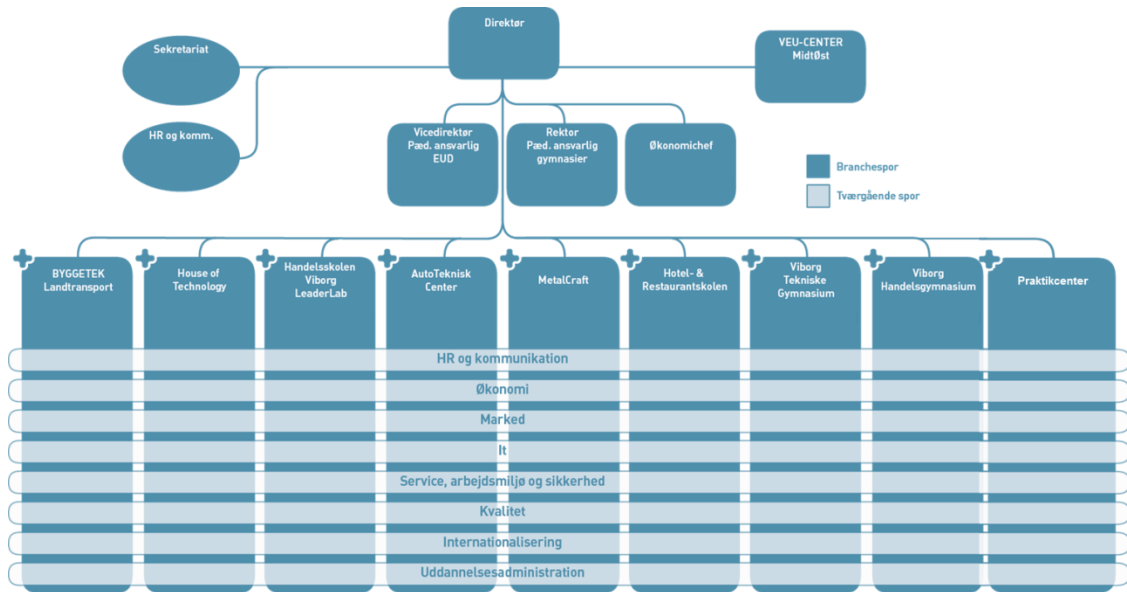 Direktør
Sekretariat
VEU-CENTER
MidtØst
HR og komm.
Vicedirektør
Pæd. ansvarlig
EUD
Rektor
Pæd. ansvarlig
gymnasier
Økonomichef
Branchespor
Tværgående spor
BYGGETEK
Landtransport
House of
Technology
Handelsskolen
Viborg
LeaderLab
AutoTeknisk
Center
MetalCraft
Hotel- &
Restaurantskolen
Viborg
Tekniske
Gymnasium
Viborg
Handelsgymnasium
Praktikcenter
HR og kommunikation
Økonomi
Marked
It
Service, arbejdsmiljø og sikkerhed
Kvalitet
Internationalisering
Uddannelsesadministration